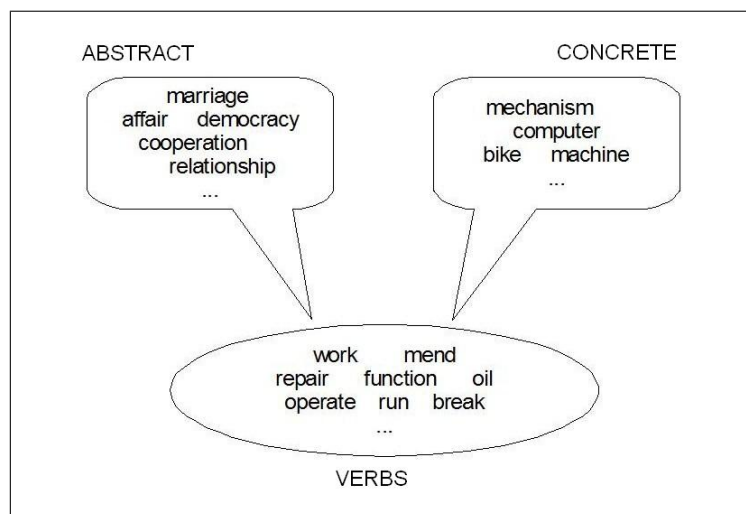 ABSTRACT
marriage
affair democracy
cooperation
relationship
...
CONCRETE
mechanism
computer
bike machine
...
work mend
repair function oil
operate run break
...
VERBS